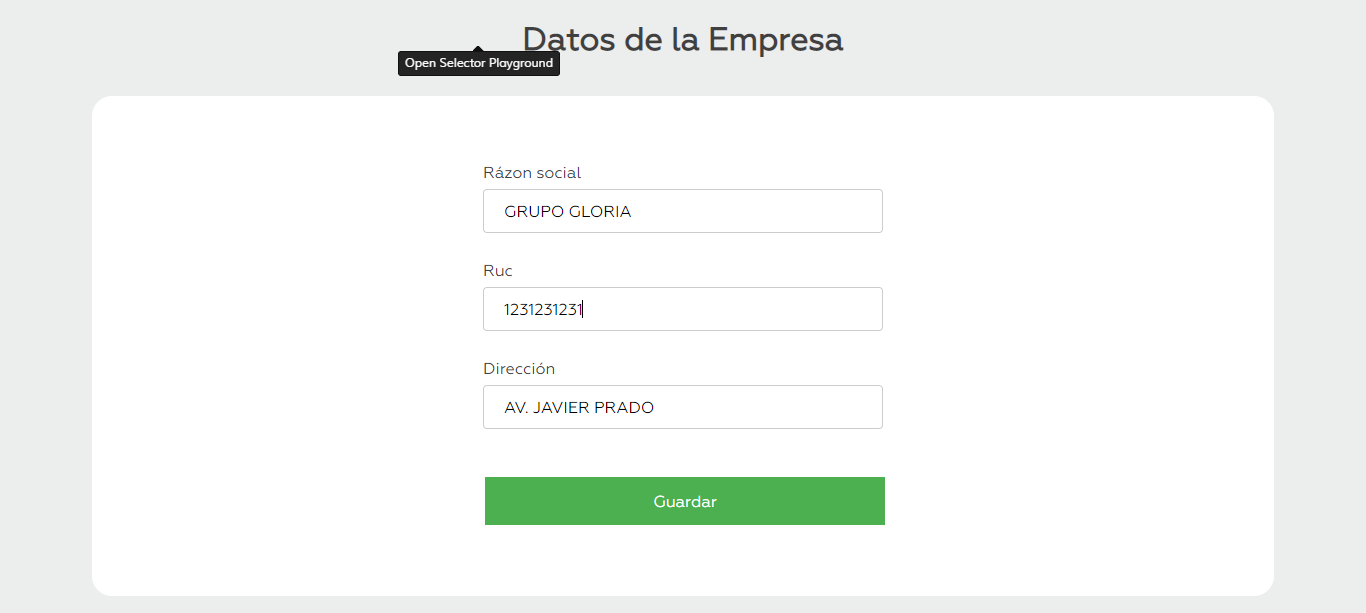 Datos de la Empresa
Open Selector Playground
Rázon social
GRUPO GLORIA
Ruc
1231231231
Dirección
AV. JAVIER PRADO
Guardar